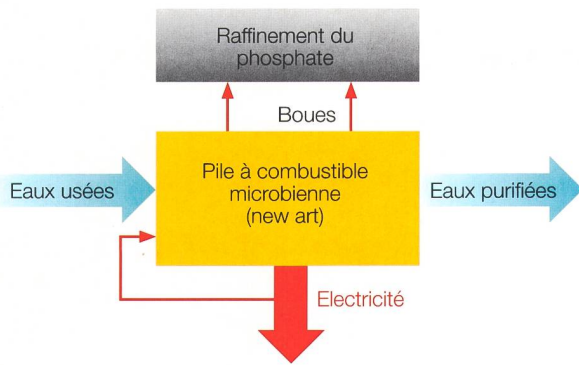 Raffinement du
phosphate
Boues
Eaux usées
Pile à combustible
microbienne
(new art)
Eaux purifiées
Electricité